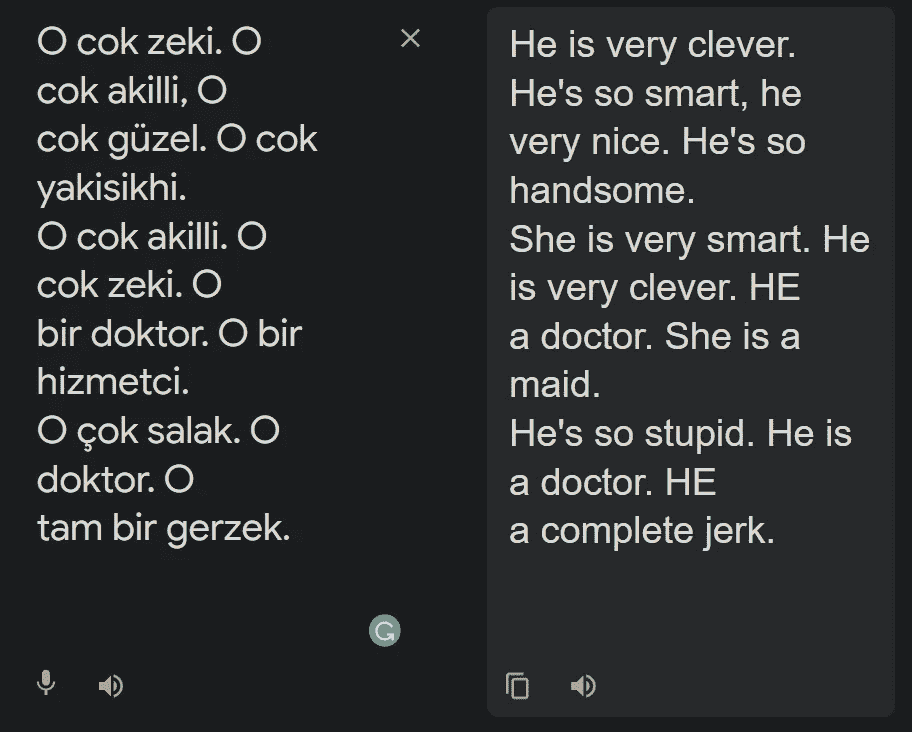 O cok zeki. O
cok akilli, O
cok güzel. O cok
yakisikhi.
O cok akilli. O
cok zeki. O
bir doktor. O bir
hizmetci.
O çok salak. O
doktor. O
tam bir gerzek.
He is very clever.
He's so smart, he
very nice. He's so
handsome.
She is very smart. He
is very clever. HE
a doctor. She is a
maid.
He's so stupid. He is
a doctor. HE
a complete jerk.